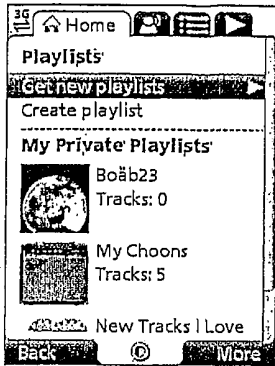 3G Home
Playlists
Get new playlists
Create playlist
My Private Playlists
Boäb23
Tracks: 0
My Choons
Tracks: 5
New Tracks I Love
Back © More